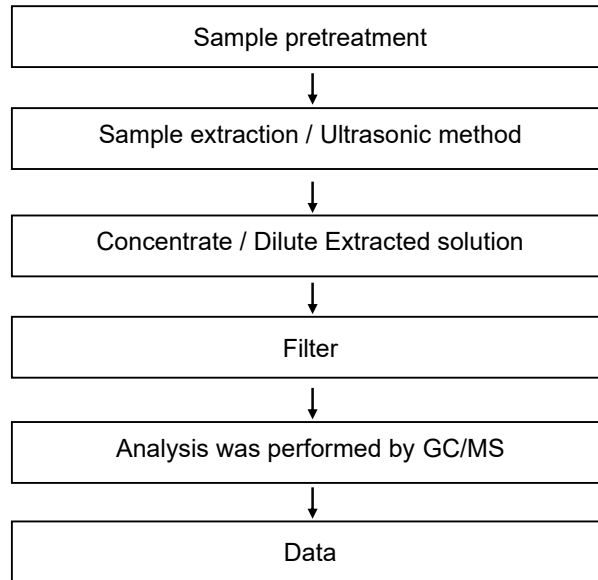 Sample pretreatment
Sample extraction / Ultrasonic method
Concentrate / Dilute Extracted solution
Filter
Analysis was performed by GC/MS
Data